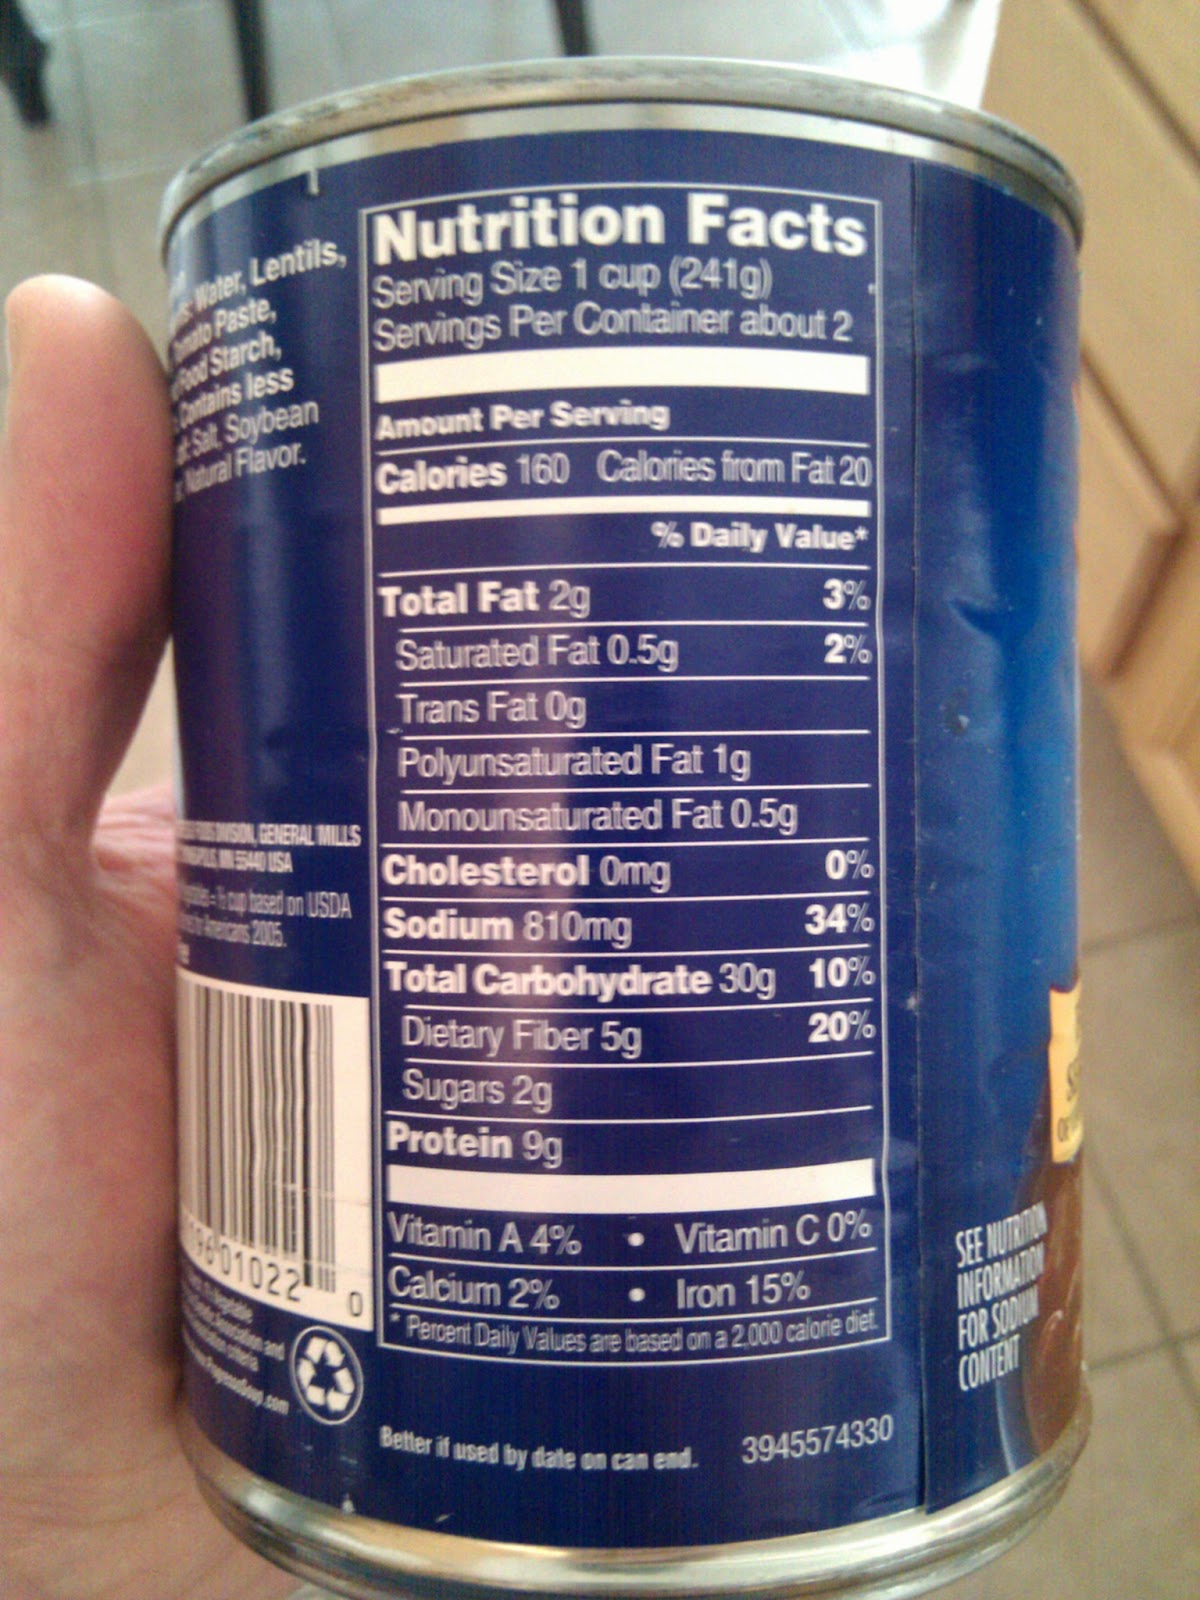 Water, Lentils,
Tomato Paste,
Food Starch,
Contains less
Salt, Soybean
Natural Flavor.
DIVISION, GENERAL MILLS
MN 55440 USA
cup based on USDA
Americans 2005.
01022 0
Vegetable
and
criteria
Nutrition Facts
Serving Size 1 cup (241g)
Servings Per Container about 2
Amount Per Serving
Calories 160 Calories from Fat 20
% Daily Value*
Total Fat 2g 3%
Saturated Fat 0.5g 2%
Trans Fat 0g
Polyunsaturated Fat 1g
Monounsaturated Fat 0.5g
Cholesterol 0mg 0%
Sodium 810mg 34%
Total Carbohydrate 30g 10%
Dietary Fiber 5g 20%
Sugars 2g
Protein 9g
Vitamin A 4% • Vitamin C 0%
Calcium 2% • Iron 15%
* Percent Daily Values are based on a 2,000 calorie diet.
Better if used by date on can end. 3945574330
SEE NUTRITION
INFORMATION
FOR SODIUM
CONTENT